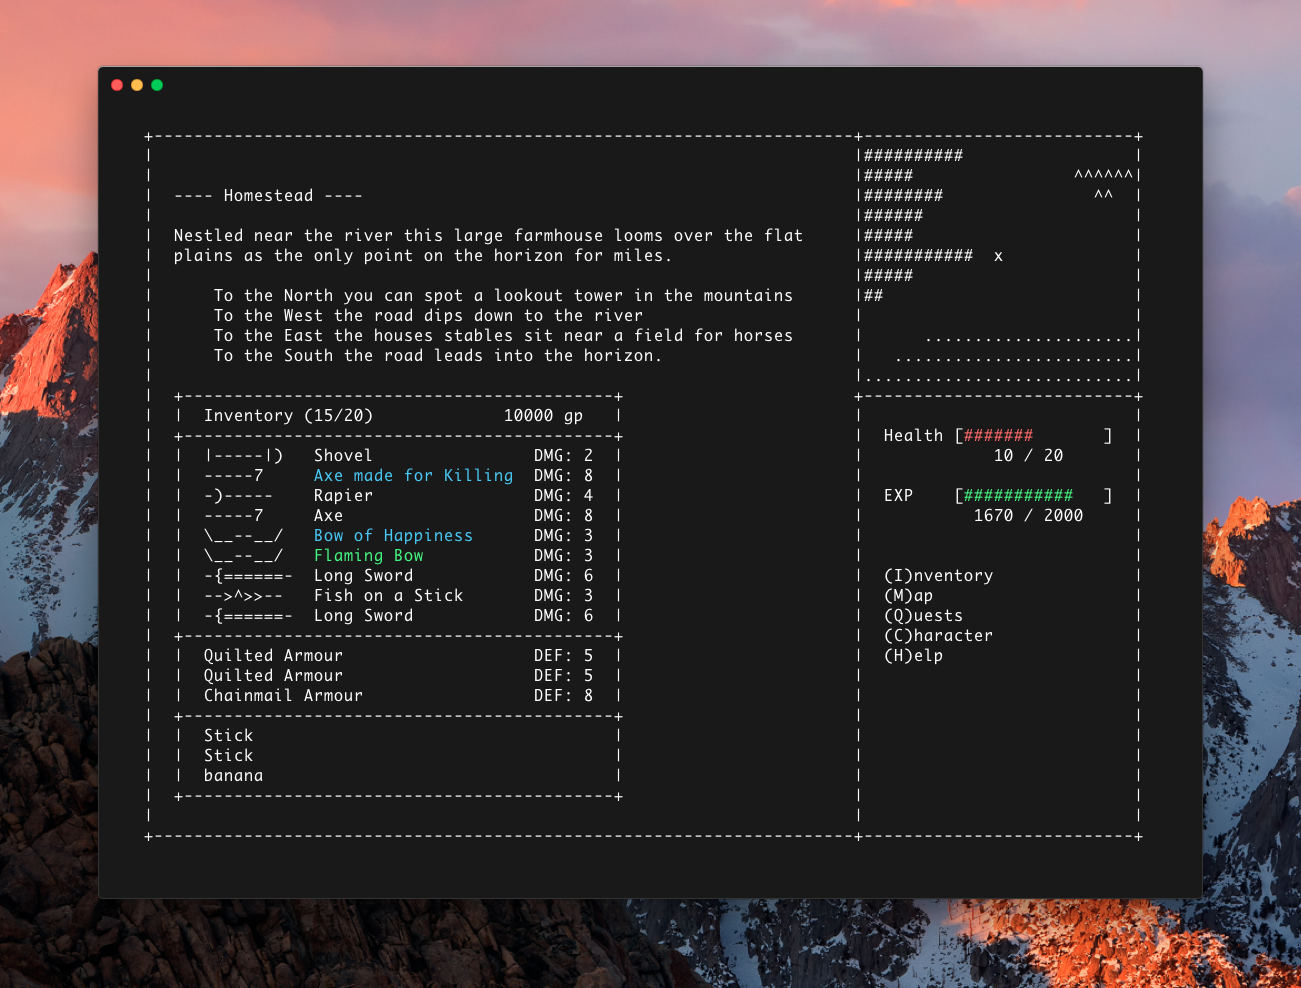 ---- Homestead ----
Nestled near the river this large farmhouse looms over the flat
plains as the only point on the horizon for miles.
To the North you can spot a lookout tower in the mountains
To the West the road dips down to the river
To the East the houses stables sit near a field for horses
To the South the road leads into the horizon.
Inventory (15/20) 10000 gp
|-----|) Shovel DMG: 2
-----7 Axe made for Killing DMG: 8
-)----- Rapier DMG: 4
-----7 Axe DMG: 8
\__--__/ Bow of Happiness DMG: 3
\__--__/ Flaming Bow DMG: 3
-{======- Long Sword DMG: 6
-->^>>-- Fish on a Stick DMG: 3
-{======- Long Sword DMG: 6
Quilted Armour DEF: 5
Quilted Armour DEF: 5
Chainmail Armour DEF: 8
Stick
Stick
banana
##########
##### ^^^^^^
######## ^^
######
#####
########### x
#####
##
.....................
........................
...........................
Health [####### ]
10 / 20
EXP [########### ]
1670 / 2000
(I)nventory
(M)ap
(Q)uests
(C)haracter
(H)elp